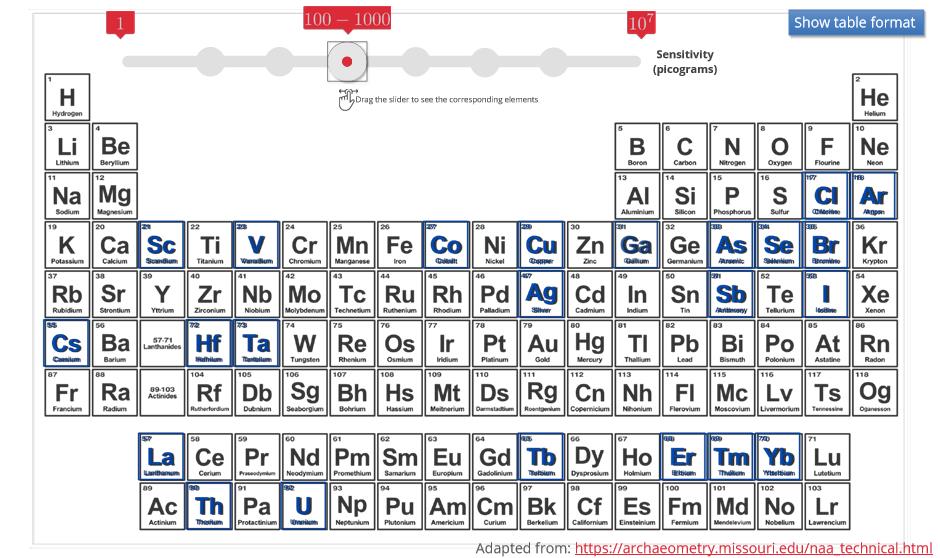 1
100 − 1000
10⁷
Show table format
Sensitivity
(picograms)
Drag the slider to see the corresponding elements
1 2
H He
Hydrogen Helium
3 4 5 6 7 8 9 10
Li Be B C N O F Ne
Lithium Beryllium Boron Carbon Nitrogen Oxygen Flourine Neon
11 12 13 14 15 16 17 18
Na Mg Al Si P S Cl Ar
Sodium Magnesium Aluminium Silicon Phosphorus Sulfur Chlorine Argon
19 20 21 22 23 24 25 26 27 28 29 30 31 32 33 34 35 36
K Ca Sc Ti V Cr Mn Fe Co Ni Cu Zn Ga Ge As Se Br Kr
Potassium Calcium Scandium Titanium Vanadium Chromium Manganese Iron Cobalt Nickel Copper Zinc Gallium Germanium Arsenic Selenium Bromine Krypton
37 38 39 40 41 42 43 44 45 46 47 48 49 50 51 52 53 54
Rb Sr Y Zr Nb Mo Tc Ru Rh Pd Ag Cd In Sn Sb Te I Xe
Rubidium Strontium Yttrium Zirconium Niobium Molybdenum Technetium Ruthenium Rhodium Palladium Silver Cadmium Indium Tin Antimony Tellurium Iodine Xenon
55 56 57-71 72 73 74 75 76 77 78 79 80 81 82 83 84 85 86
Cs Ba Lanthanides Hf Ta W Re Os Ir Pt Au Hg Tl Pb Bi Po At Rn
Caesium Barium Hafnium Tantalum Tungsten Rhenium Osmium Iridium Platinum Gold Mercury Thallium Lead Bismuth Polonium Astatine Radon
87 88 89-103 104 105 106 107 108 109 110 111 112 113 114 115 116 117 118
Fr Ra Actinides Rf Db Sg Bh Hs Mt Ds Rg Cn Nh Fl Mc Lv Ts Og
Francium Radium Rutherfordium Dubnium Seaborgium Bohrium Hassium Meitnerium Darmstadtium Roentgenium Copernicium Nihonium Flerovium Moscovium Livermorium Tennessine Oganesson
57 58 59 60 61 62 63 64 65 66 67 68 69 70 71
La Ce Pr Nd Pm Sm Eu Gd Tb Dy Ho Er Tm Yb Lu
Lanthanum Cerium Praseodymium Neodymium Promethium Samarium Europium Gadolinium Terbium Dysprosium Holmium Erbium Thulium Ytterbium Lutetium
89 90 91 92 93 94 95 96 97 98 99 100 101 102 103
Ac Th Pa U Np Pu Am Cm Bk Cf Es Fm Md No Lr
Actinium Thorium Protactinium Uranium Neptunium Plutonium Americium Curium Berkelium Californium Einsteinium Fermium Mendelevium Nobelium Lawrencium
Adapted from: https://archaeometry.missouri.edu/naa_technical.html